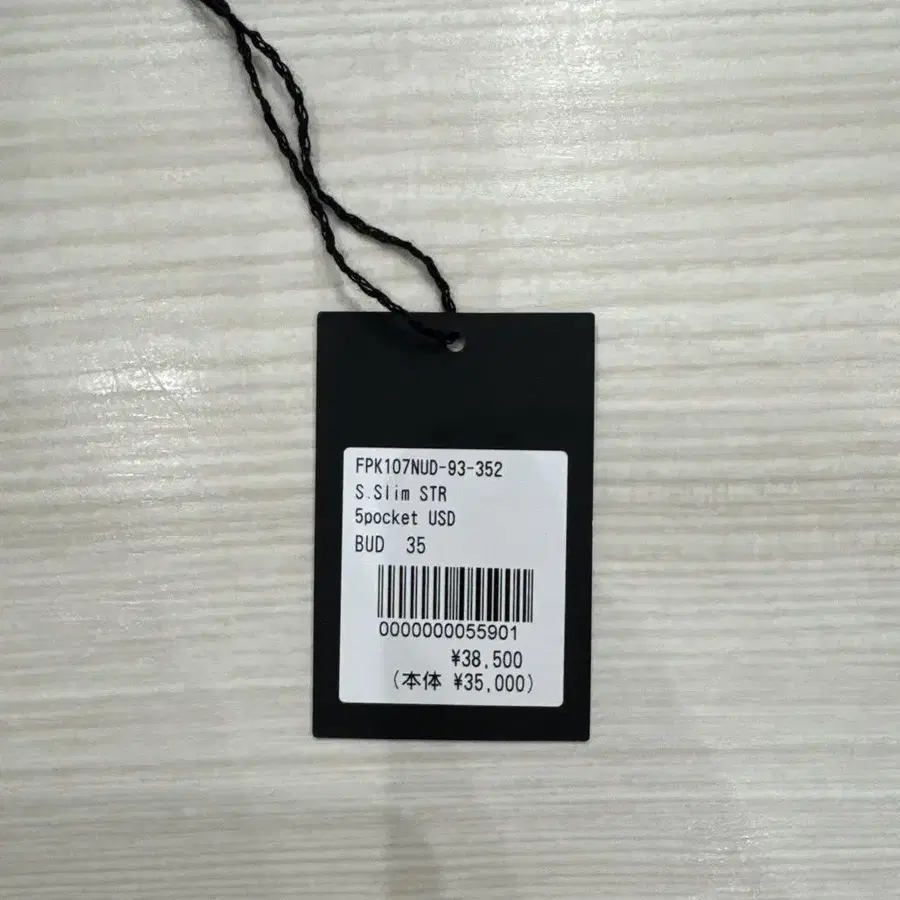 FPK107NUD-93-352
S.Slim STR
5pocket USD
BUD 35
0000000055901
¥38,500
(本体 ¥35,000)